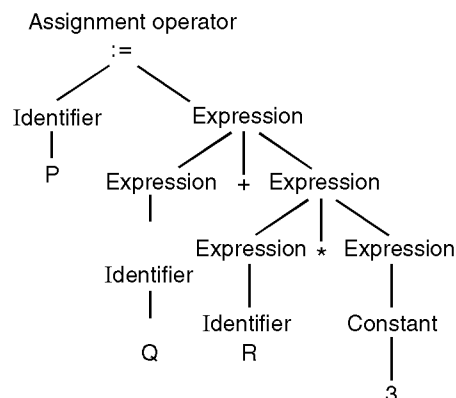 Assignment operator
:=
Identifier Expression
P
Expression + Expression
Expression * Expression
Identifier
Identifier Constant
Q R
3